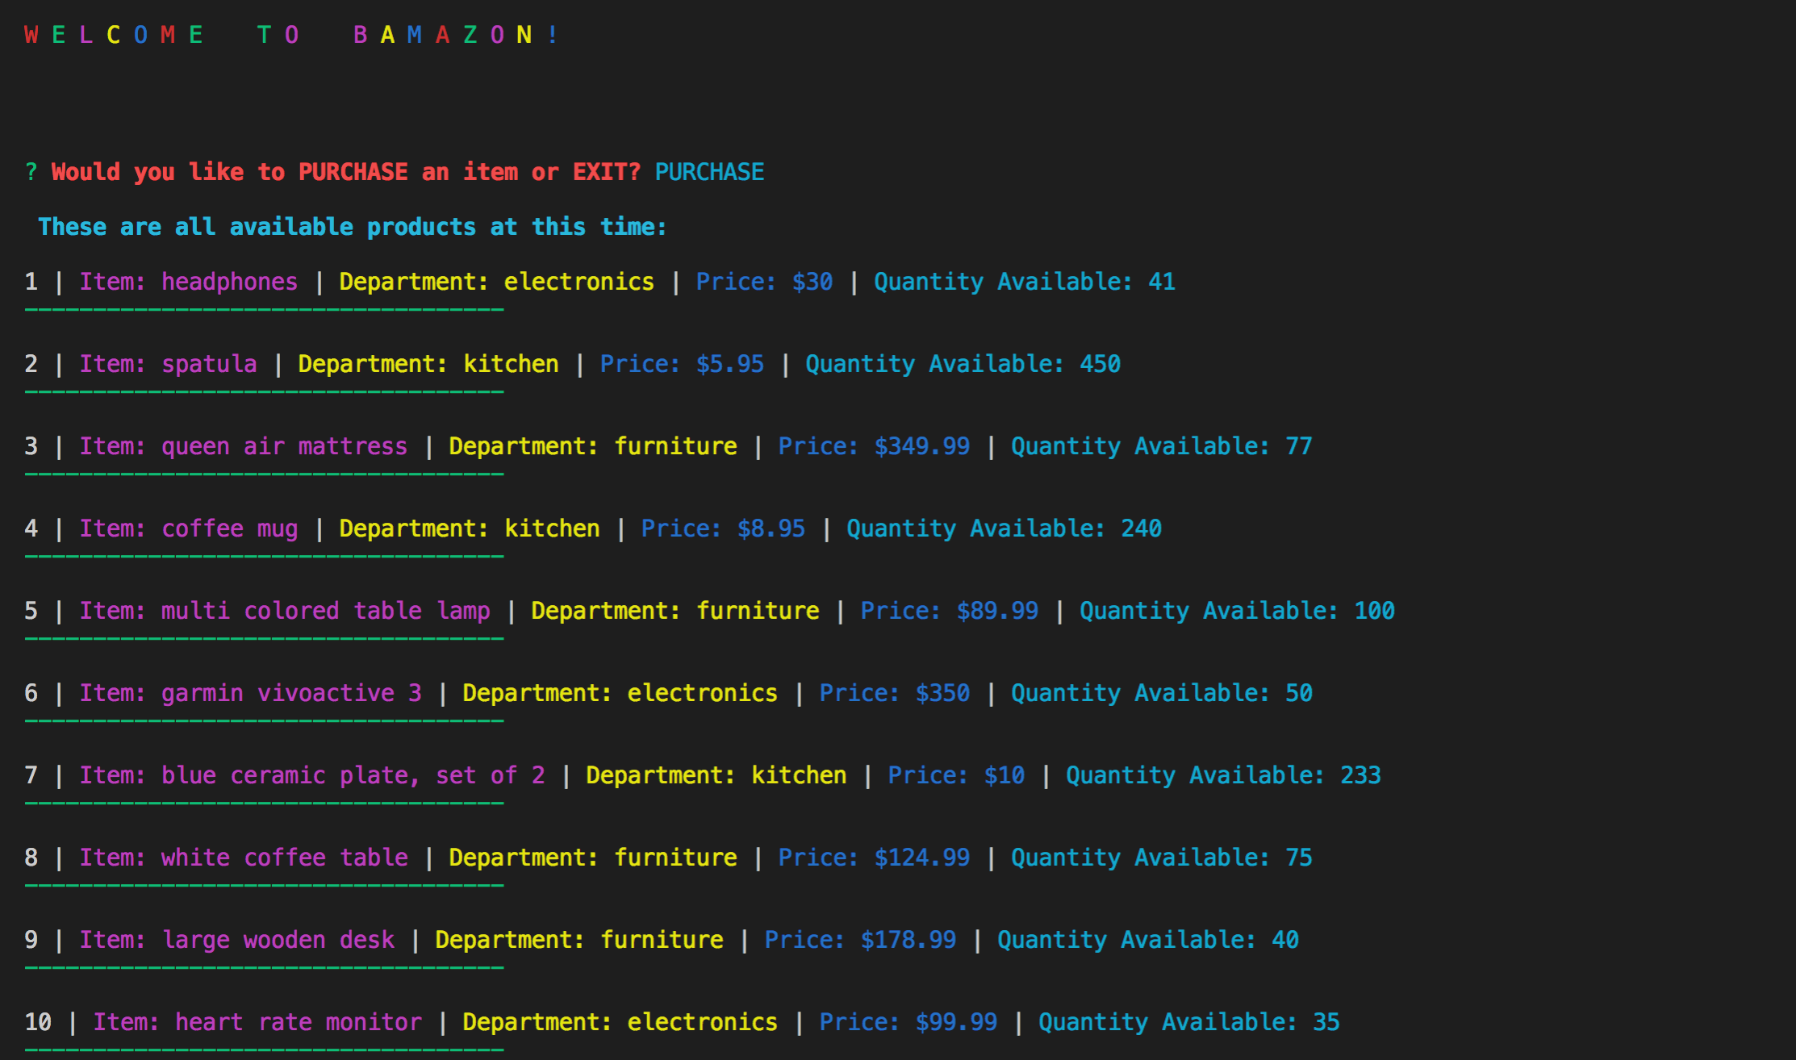 W E L C O M E   T O   B A M A Z O N !
? Would you like to PURCHASE an item or EXIT? PURCHASE
These are all available products at this time:
1 | Item: headphones | Department: electronics | Price: $30 | Quantity Available: 41
-----------------------------------
2 | Item: spatula | Department: kitchen | Price: $5.95 | Quantity Available: 450
-----------------------------------
3 | Item: queen air mattress | Department: furniture | Price: $349.99 | Quantity Available: 77
-----------------------------------
4 | Item: coffee mug | Department: kitchen | Price: $8.95 | Quantity Available: 240
-----------------------------------
5 | Item: multi colored table lamp | Department: furniture | Price: $89.99 | Quantity Available: 100
-----------------------------------
6 | Item: garmin vivoactive 3 | Department: electronics | Price: $350 | Quantity Available: 50
-----------------------------------
7 | Item: blue ceramic plate, set of 2 | Department: kitchen | Price: $10 | Quantity Available: 233
-----------------------------------
8 | Item: white coffee table | Department: furniture | Price: $124.99 | Quantity Available: 75
-----------------------------------
9 | Item: large wooden desk | Department: furniture | Price: $178.99 | Quantity Available: 40
-----------------------------------
10 | Item: heart rate monitor | Department: electronics | Price: $99.99 | Quantity Available: 35
-----------------------------------